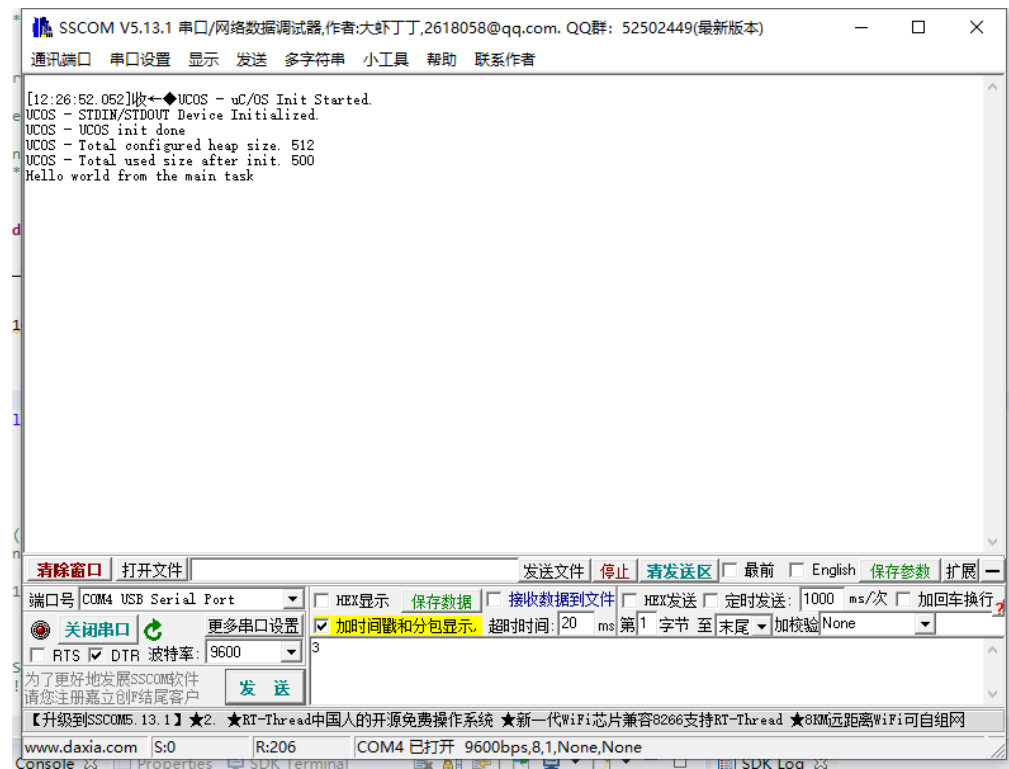 SSCOM V5.13.1 串口/网络数据调试器,作者:大虾丁丁,2618058@qq.com. QQ群: 52502449(最新版本)
通讯端口 串口设置 显示 发送 多字符串 小工具 帮助 联系作者
[12:26:52.052]收←◆UCOS - uC/OS Init Started.
UCOS - STDIN/STDOUT Device Initialized.
UCOS - UCOS init done
UCOS - Total configured heap size. 512
UCOS - Total used size after init. 500
Hello world from the main task
清除窗口 打开文件 发送文件 停止 清发送区 最前 English 保存参数 扩展 —
端口号 COM4 USB Serial Port HEX显示 保存数据 接收数据到文件 HEX发送 定时发送: 1000 ms/次 加回车换行
关闭串口 更多串口设置 加时间戳和分包显示, 超时时间: 20 ms 第 1 字节 至 末尾 加校验 None
RTS DTR 波特率: 9600 3
为了更好地发展SSCOM软件
请您注册嘉立创F结尾客户 发 送
【升级到SSCOM5.13.1】★2. ★RT-Thread中国人的开源免费操作系统 ★新一代WiFi芯片兼容8266支持RT-Thread ★8KM远距离WiFi可自组网
www.daxia.com S:0 R:206 COM4 已打开 9600bps,8,1,None,None
Console Properties SDK Terminal SDK Log